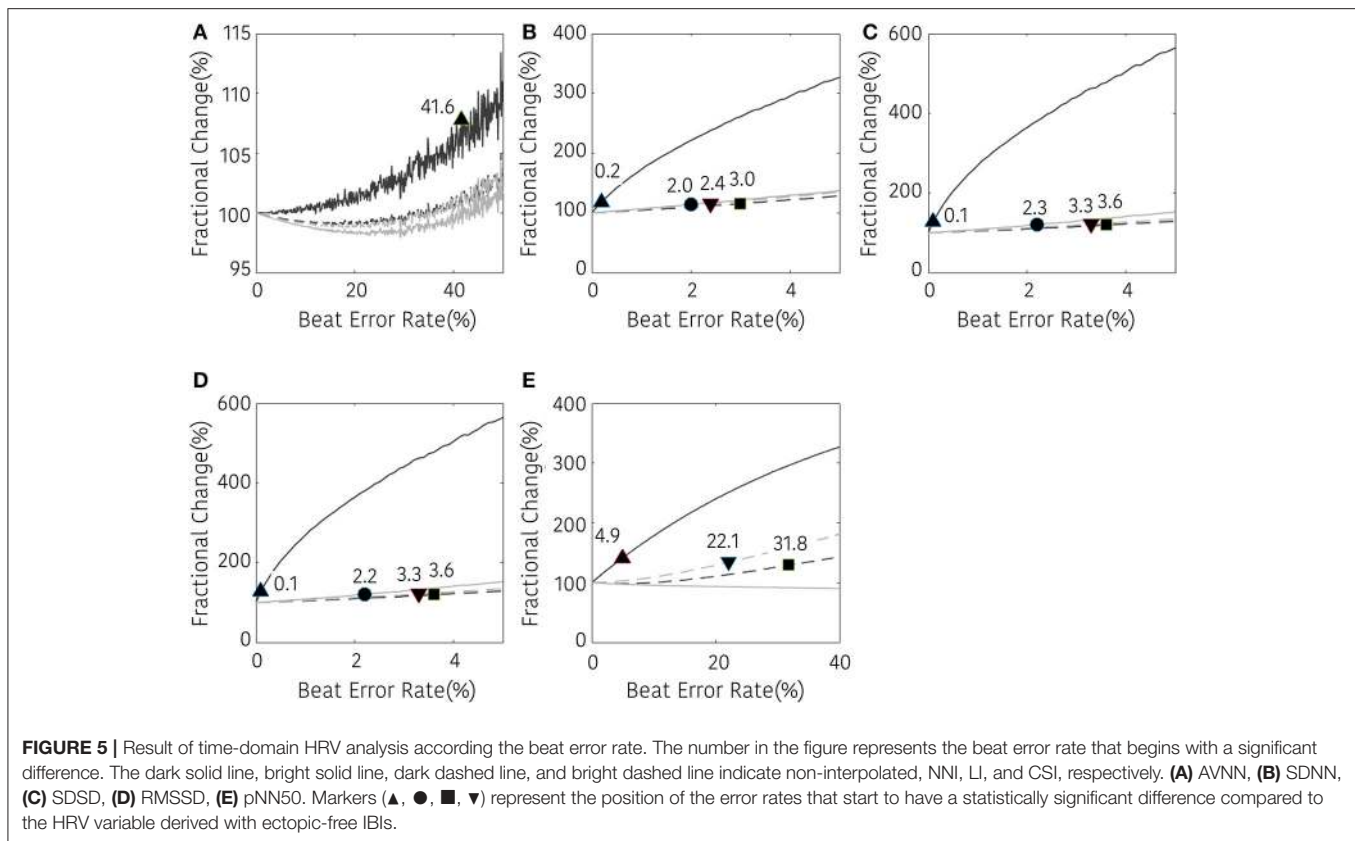 A
115
110
105
100
95
Fractional Change(%)
41.6
0
20
40
Beat Error Rate(%)
B
400
300
200
100
0
Fractional Change(%)
0.2
2.0
2.4
3.0
0
2
4
Beat Error Rate(%)
C
600
400
200
0
Fractional Change(%)
0.1
2.3
3.3
3.6
0
2
4
Beat Error Rate(%)
D
600
400
200
0
Fractional Change(%)
0.1
2.2
3.3
3.6
0
2
4
Beat Error Rate(%)
E
400
300
200
100
0
Fractional Change(%)
4.9
22.1
31.8
0
20
40
Beat Error Rate(%)
FIGURE 5 | Result of time-domain HRV analysis according the beat error rate. The number in the figure represents the beat error rate that begins with a significant
difference. The dark solid line, bright solid line, dark dashed line, and bright dashed line indicate non-interpolated, NNI, LI, and CSI, respectively. (A) AVNN, (B) SDNN,
(C) SDSD, (D) RMSSD, (E) pNN50. Markers (▲, ●, ■, ▼) represent the position of the error rates that start to have a statistically significant difference compared to
the HRV variable derived with ectopic-free IBIs.